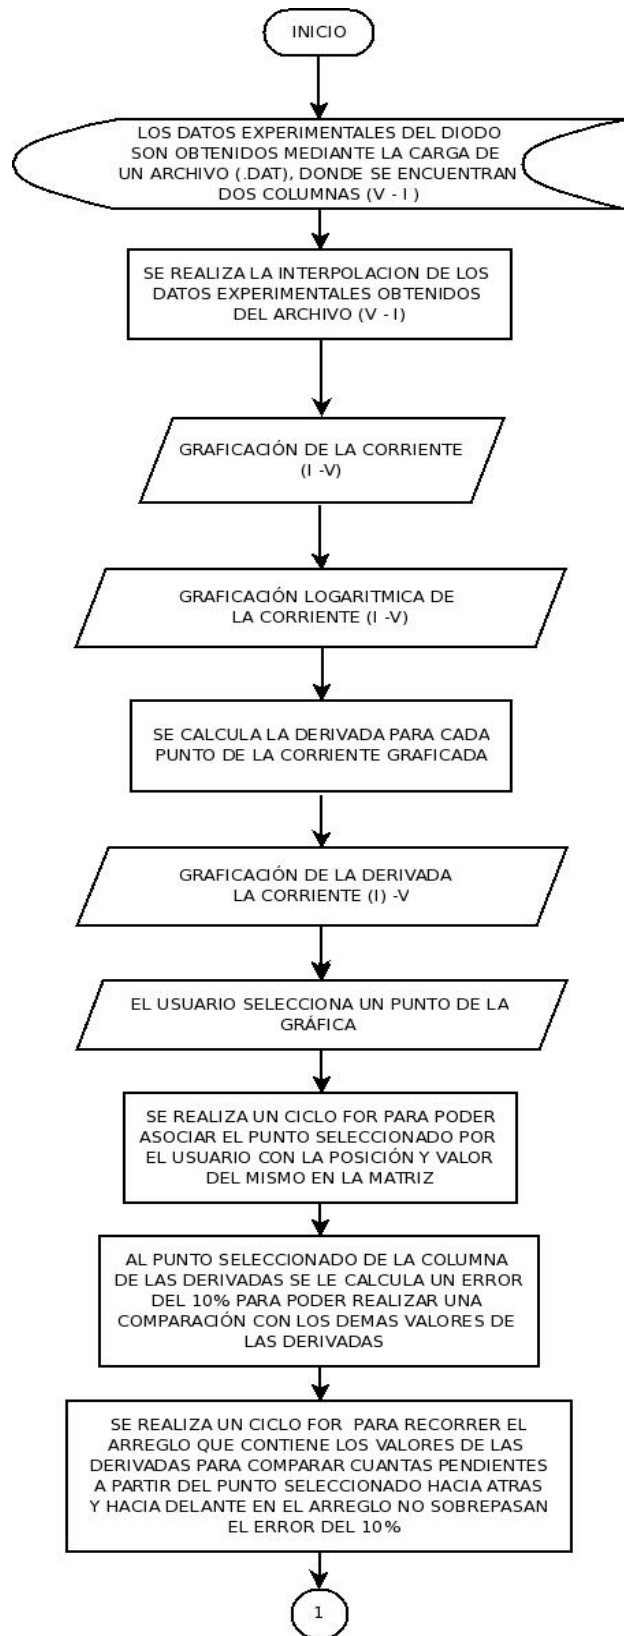 INICIO
LOS DATOS EXPERIMENTALES DEL DIODO
SON OBTENIDOS MEDIANTE LA CARGA DE
UN ARCHIVO (.DAT), DONDE SE ENCUENTRAN
DOS COLUMNAS (V - I )
SE REALIZA LA INTERPOLACION DE LOS
DATOS EXPERIMENTALES OBTENIDOS
DEL ARCHIVO (V - I)
GRAFICACIÓN DE LA CORRIENTE
(I -V)
GRAFICACIÓN LOGARITMICA DE
LA CORRIENTE (I -V)
SE CALCULA LA DERIVADA PARA CADA
PUNTO DE LA CORRIENTE GRAFICADA
GRAFICACIÓN DE LA DERIVADA
LA CORRIENTE (I) -V
EL USUARIO SELECCIONA UN PUNTO DE LA
GRÁFICA
SE REALIZA UN CICLO FOR PARA PODER
ASOCIAR EL PUNTO SELECCIONADO POR
EL USUARIO CON LA POSICIÓN Y VALOR
DEL MISMO EN LA MATRIZ
AL PUNTO SELECCIONADO DE LA COLUMNA
DE LAS DERIVADAS SE LE CALCULA UN ERROR
DEL 10% PARA PODER REALIZAR UNA
COMPARACIÓN CON LOS DEMAS VALORES DE
LAS DERIVADAS
SE REALIZA UN CICLO FOR PARA RECORRER EL
ARREGLO QUE CONTIENE LOS VALORES DE LAS
DERIVADAS PARA COMPARAR CUANTAS PENDIENTES
A PARTIR DEL PUNTO SELECCIONADO HACIA ATRAS
Y HACIA DELANTE EN EL ARREGLO NO SOBREPASAN
EL ERROR DEL 10%
1